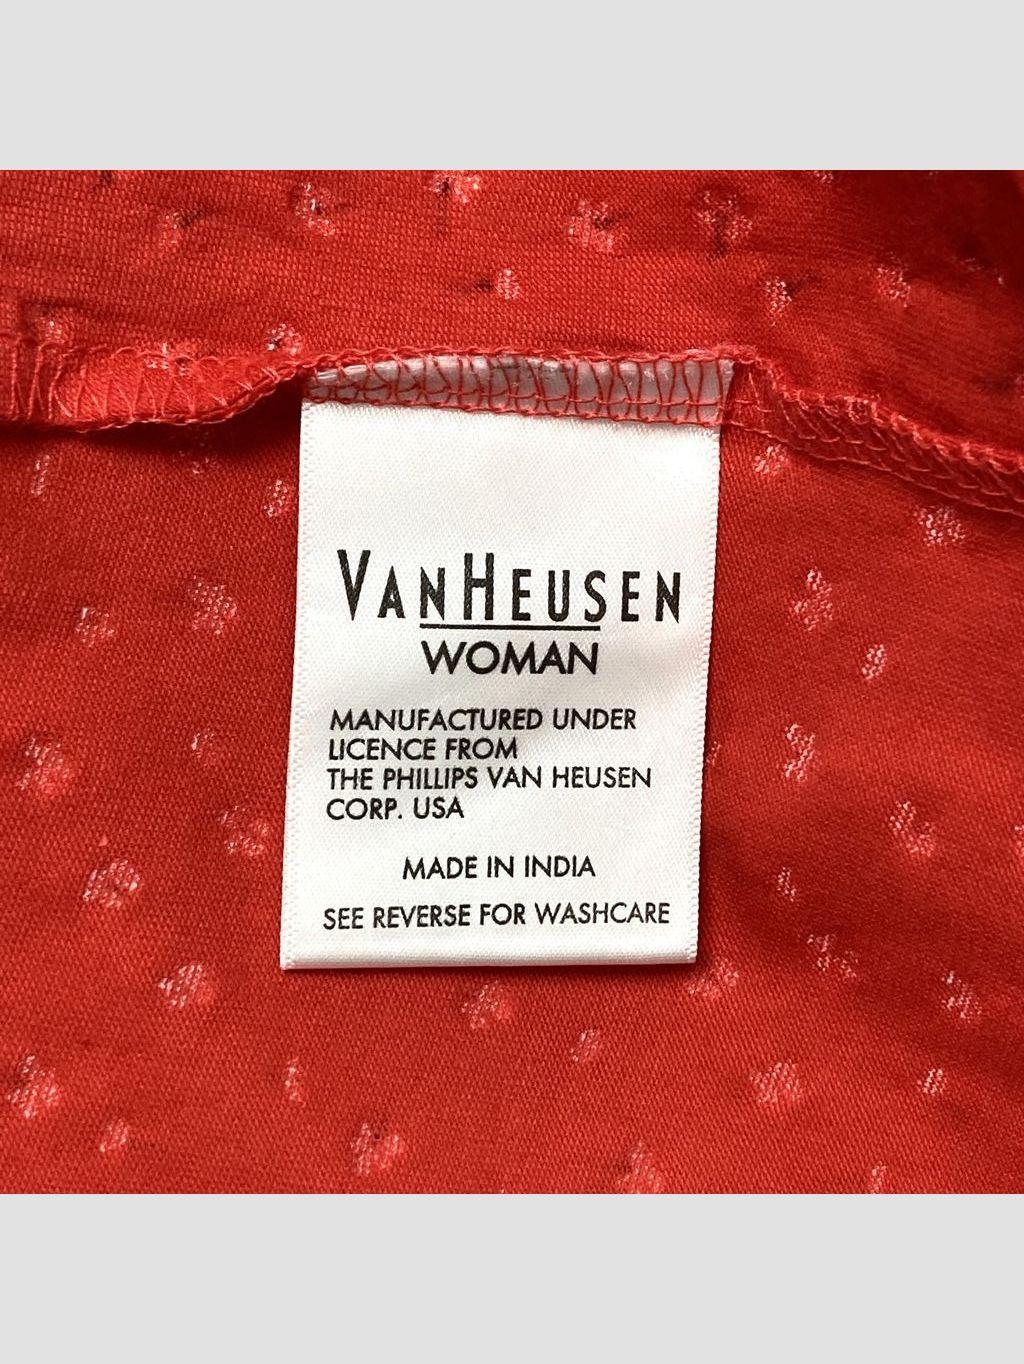 VANHEUSEN
WOMAN
MANUFACTURED UNDER
LICENCE FROM
THE PHILLIPS VAN HEUSEN
CORP. USA
MADE IN INDIA
SEE REVERSE FOR WASHCARE